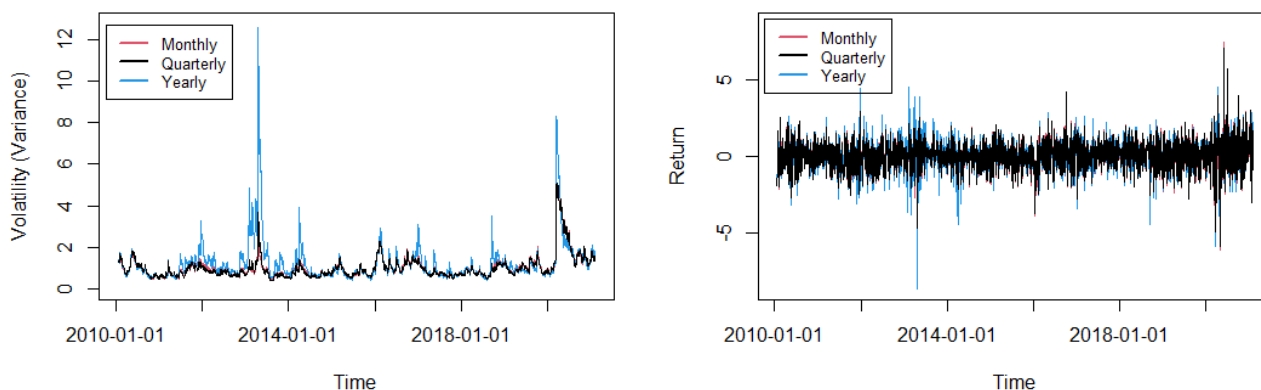 Volatility (Variance)
12
10
8
6
4
2
0
Monthly
Quarterly
Yearly
2010-01-01 2014-01-01 2018-01-01
Time
Return
5
0
-5
Monthly
Quarterly
Yearly
2010-01-01 2014-01-01 2018-01-01
Time